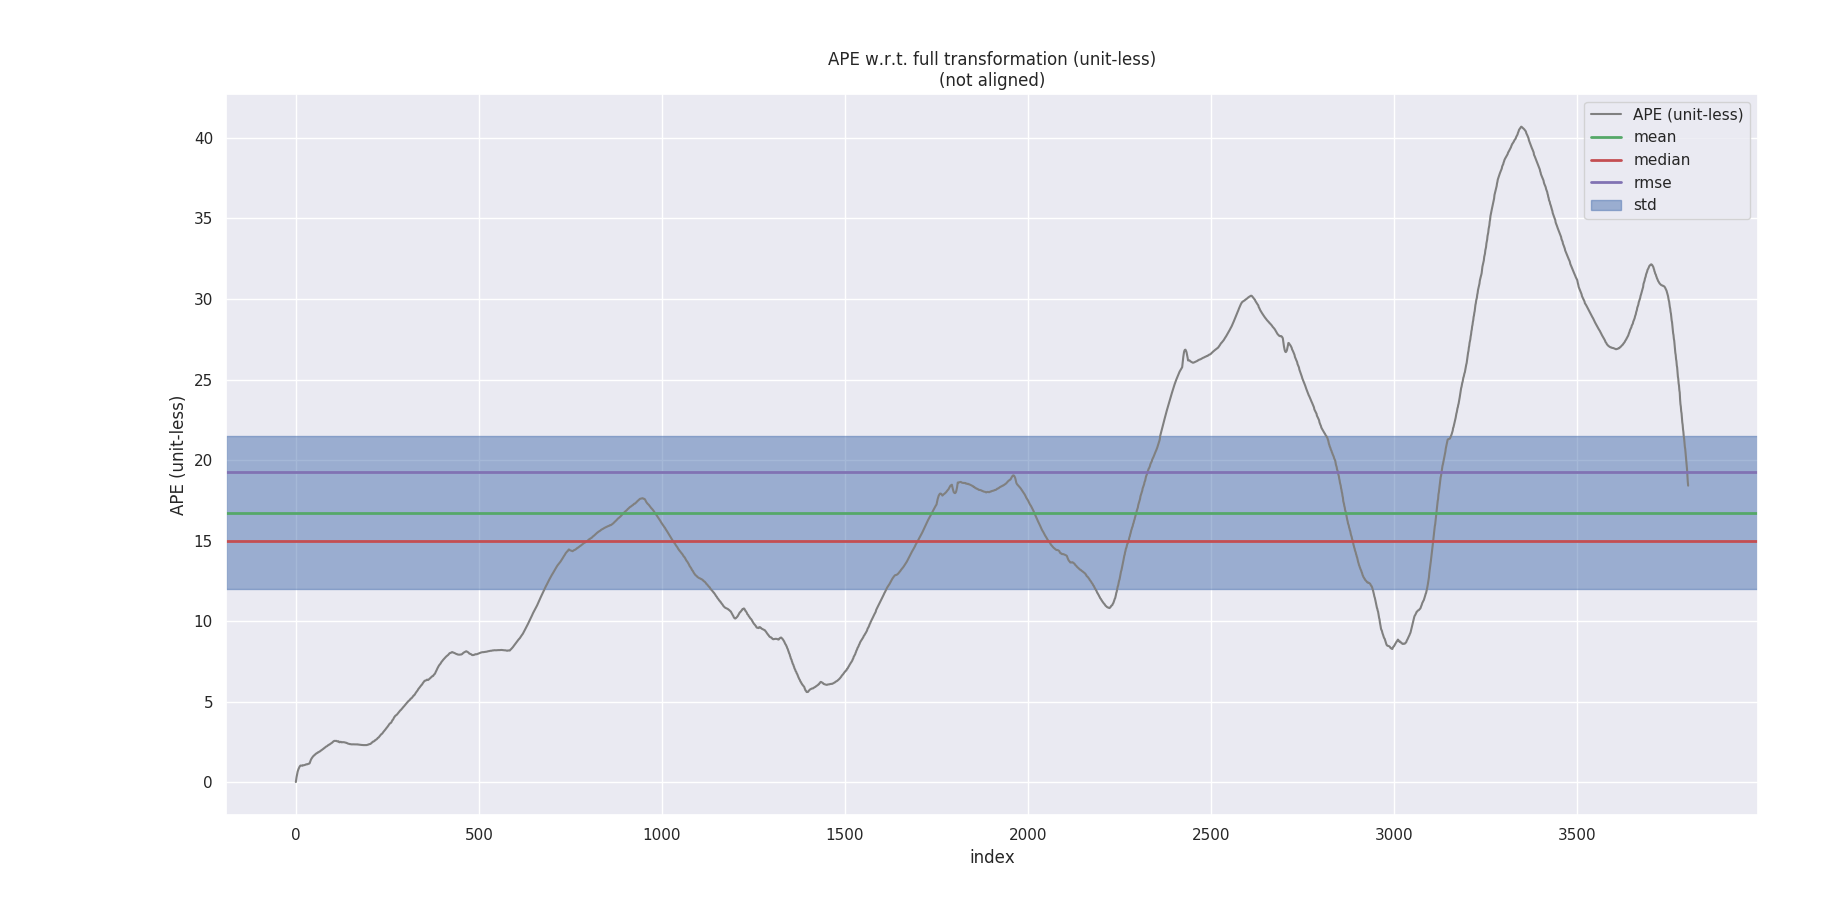 APE w.r.t. full transformation (unit-less)
(not aligned)
APE (unit-less)
mean
median
rmse
std
APE (unit-less)
40
35
30
25
20
15
10
5
0
0 500 1000 1500 2000 2500 3000 3500
index